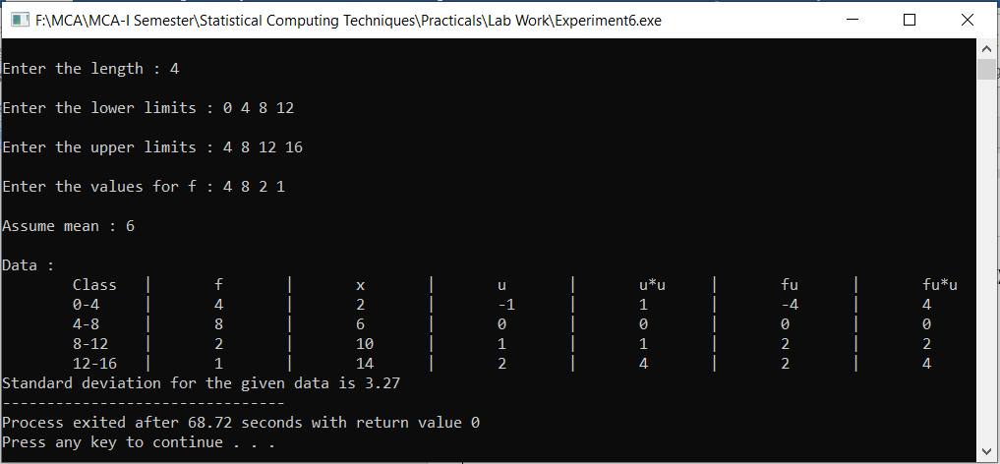 F:\MCA\MCA-I Semester\Statistical Computing Techniques\Practicals\Lab Work\Experiment6.exe
Enter the length : 4
Enter the lower limits : 0 4 8 12
Enter the upper limits : 4 8 12 16
Enter the values for f : 4 8 2 1
Assume mean : 6
Data :
Class | f | x | u | u*u | fu | fu*u
0-4 | 4 | 2 | -1 | 1 | -4 | 4
4-8 | 8 | 6 | 0 | 0 | 0 | 0
8-12 | 2 | 10 | 1 | 1 | 2 | 2
12-16 | 1 | 14 | 2 | 4 | 2 | 4
Standard deviation for the given data is 3.27
--------------------------------
Process exited after 68.72 seconds with return value 0
Press any key to continue . . .